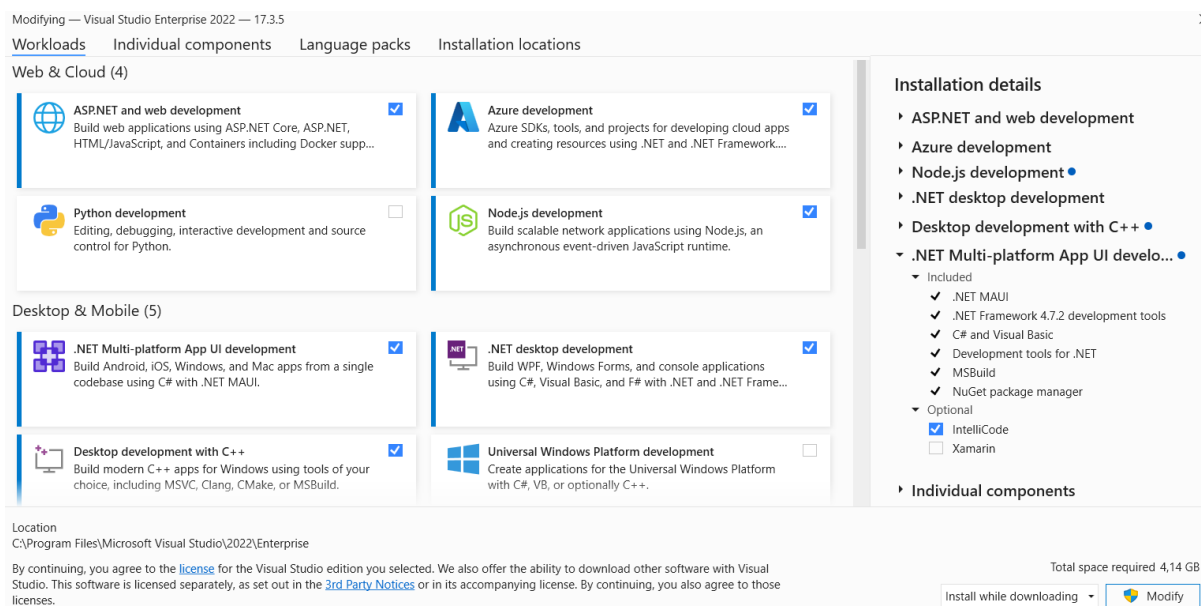 Modifying — Visual Studio Enterprise 2022 — 17.3.5
Workloads
Individual components
Language packs
Installation locations
Web & Cloud (4)
ASP.NET and web development
Build web applications using ASP.NET Core, ASP.NET,
HTML/JavaScript, and Containers including Docker supp...
Azure development
Azure SDKs, tools, and projects for developing cloud apps
and creating resources using .NET and .NET Framework....
Python development
Editing, debugging, interactive development and source
control for Python.
JS
Node.js development
Build scalable network applications using Node.js, an
asynchronous event-driven JavaScript runtime.
Desktop & Mobile (5)
.NET Multi-platform App UI development
Build Android, iOS, Windows, and Mac apps from a single
codebase using C# with .NET MAUI.
.NET
.NET desktop development
Build WPF, Windows Forms, and console applications
using C#, Visual Basic, and F# with .NET and .NET Frame...
Desktop development with C++
Build modern C++ apps for Windows using tools of your
choice, including MSVC, Clang, CMake, or MSBuild.
Universal Windows Platform development
Create applications for the Universal Windows Platform
with C#, VB, or optionally C++.
Installation details
ASP.NET and web development
Azure development
Node.js development
.NET desktop development
Desktop development with C++
.NET Multi-platform App UI develo...
Included
.NET MAUI
.NET Framework 4.7.2 development tools
C# and Visual Basic
Development tools for .NET
MSBuild
NuGet package manager
Optional
IntelliCode
Xamarin
Individual components
Location
C:\Program Files\Microsoft Visual Studio\2022\Enterprise
By continuing, you agree to the license for the Visual Studio edition you selected. We also offer the ability to download other software with Visual
Studio. This software is licensed separately, as set out in the 3rd Party Notices or in its accompanying license. By continuing, you also agree to those
licenses.
Total space required 4,14 GB
Install while downloading
Modify